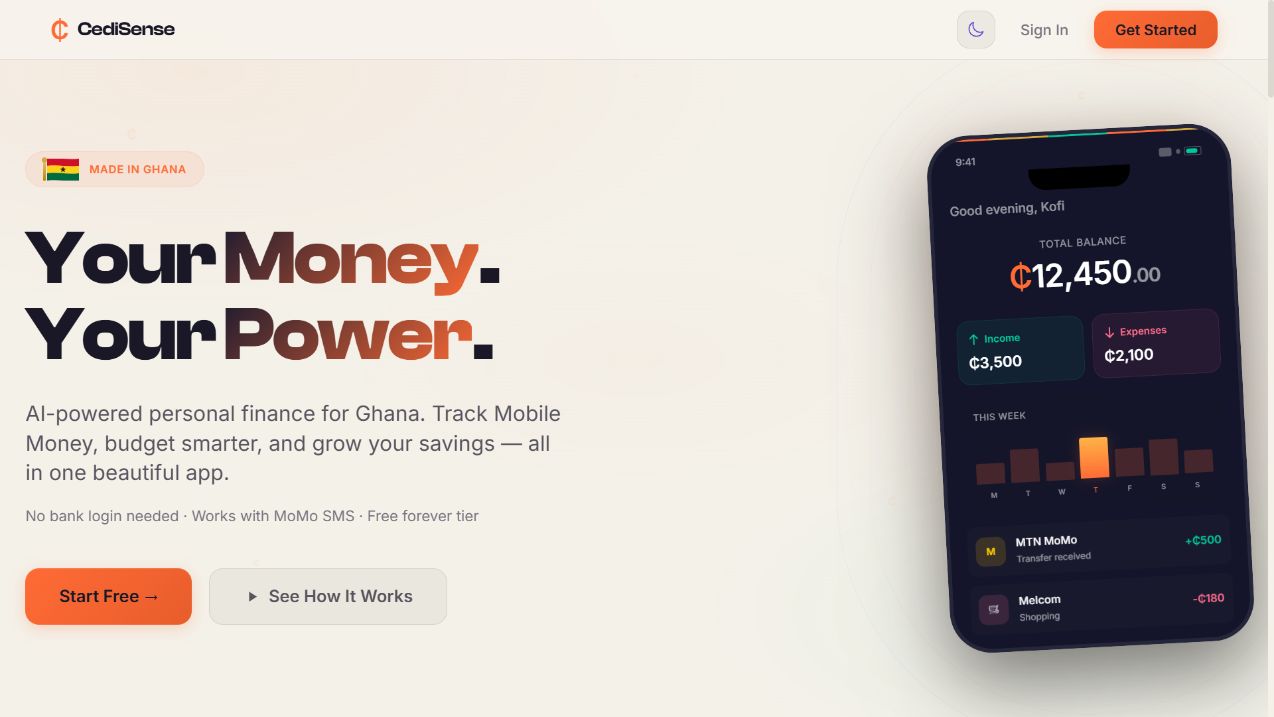 ₵ CediSense
Sign In
Get Started
MADE IN GHANA
Your Money.
Your Power.
AI-powered personal finance for Ghana. Track Mobile
Money, budget smarter, and grow your savings — all
in one beautiful app.
No bank login needed · Works with MoMo SMS · Free forever tier
Start Free →
▶ See How It Works
9:41
Good evening, Kofi
TOTAL BALANCE
₵12,450.00
↑ Income
₵3,500
↓ Expenses
₵2,100
THIS WEEK
M T W T F S S
M
MTN MoMo
Transfer received
+₵500
Melcom
Shopping
-₵180